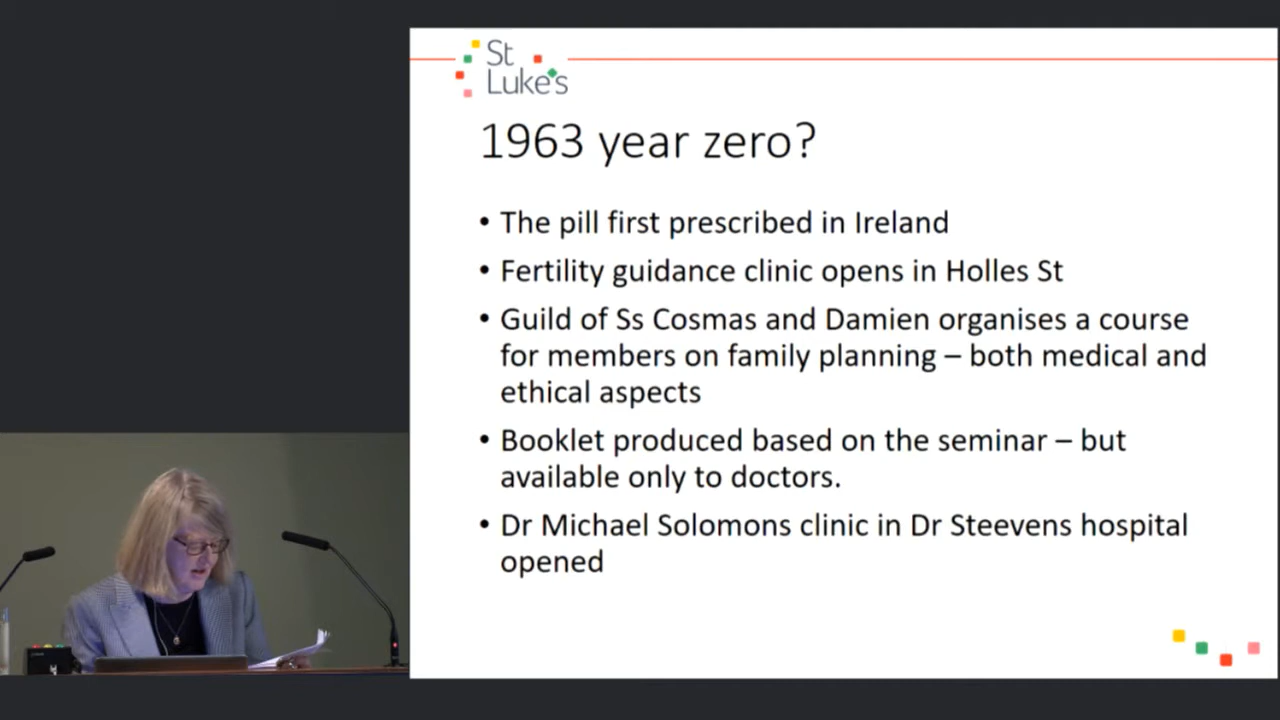 St
Luke's
1963 year zero?
• The pill first prescribed in Ireland
• Fertility guidance clinic opens in Holles St
• Guild of Ss Cosmas and Damien organises a course
for members on family planning – both medical and
ethical aspects
• Booklet produced based on the seminar – but
available only to doctors.
• Dr Michael Solomons clinic in Dr Steevens hospital
opened